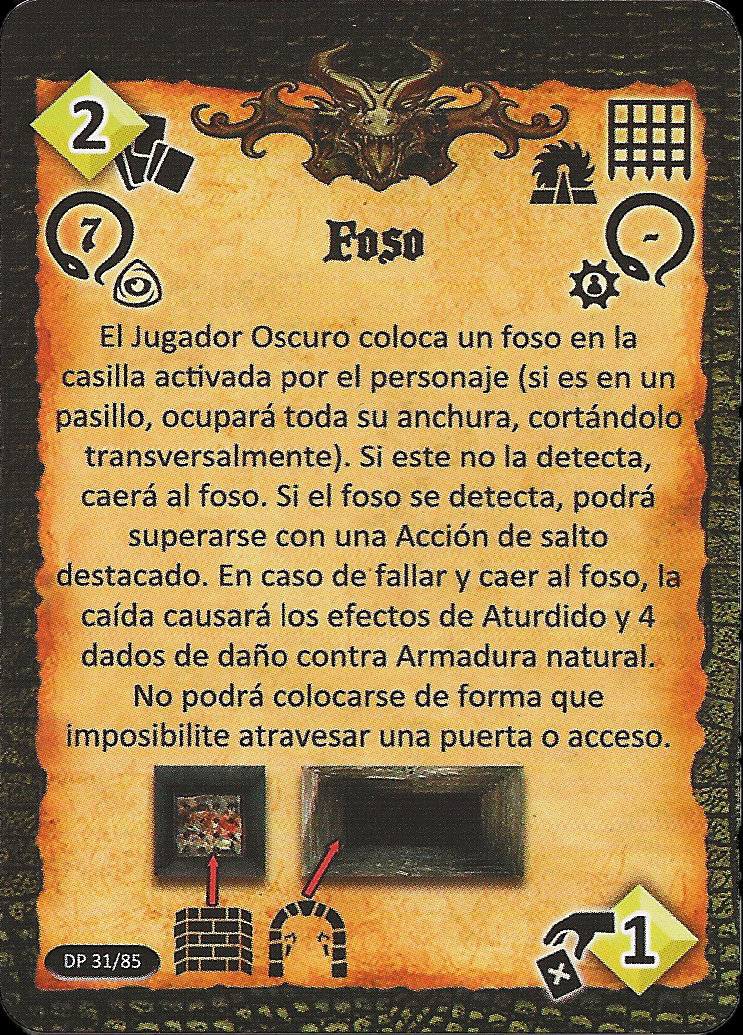 2
7
Foso
-
El Jugador Oscuro coloca un foso en la
casilla activada por el personaje (si es en un
pasillo, ocupará toda su anchura, cortándolo
transversalmente). Si este no la detecta,
caerá al foso. Si el foso se detecta, podrá
superarse con una Acción de salto
destacado. En caso de fallar y caer al foso, la
caída causará los efectos de Aturdido y 4
dados de daño contra Armadura natural.
No podrá colocarse de forma que
imposibilite atravesar una puerta o acceso.
DP 31/85
1